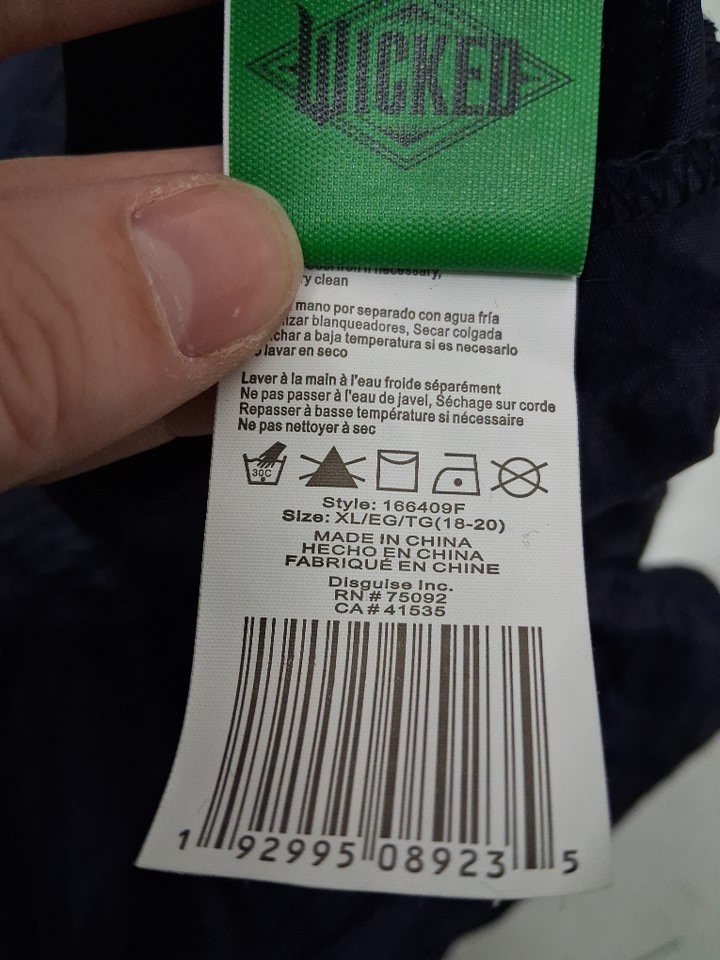 WICKED
necessary,
clean
mano por separado con agua fría
blanqueadores, Secar colgada
a baja temperatura si es necesario
lavar en seco
Laver à la main à l'eau froide séparément
Ne pas passer à l'eau de javel, Séchage sur corde
Repasser à basse température si nécessaire
Ne pas nettoyer à sec
30C
Style: 166409F
Size: XL/EG/TG(18-20)
MADE IN CHINA
HECHO EN CHINA
FABRIQUÉ EN CHINE
Disguise Inc.
RN # 75092
CA # 41535
1 92995 08923 5